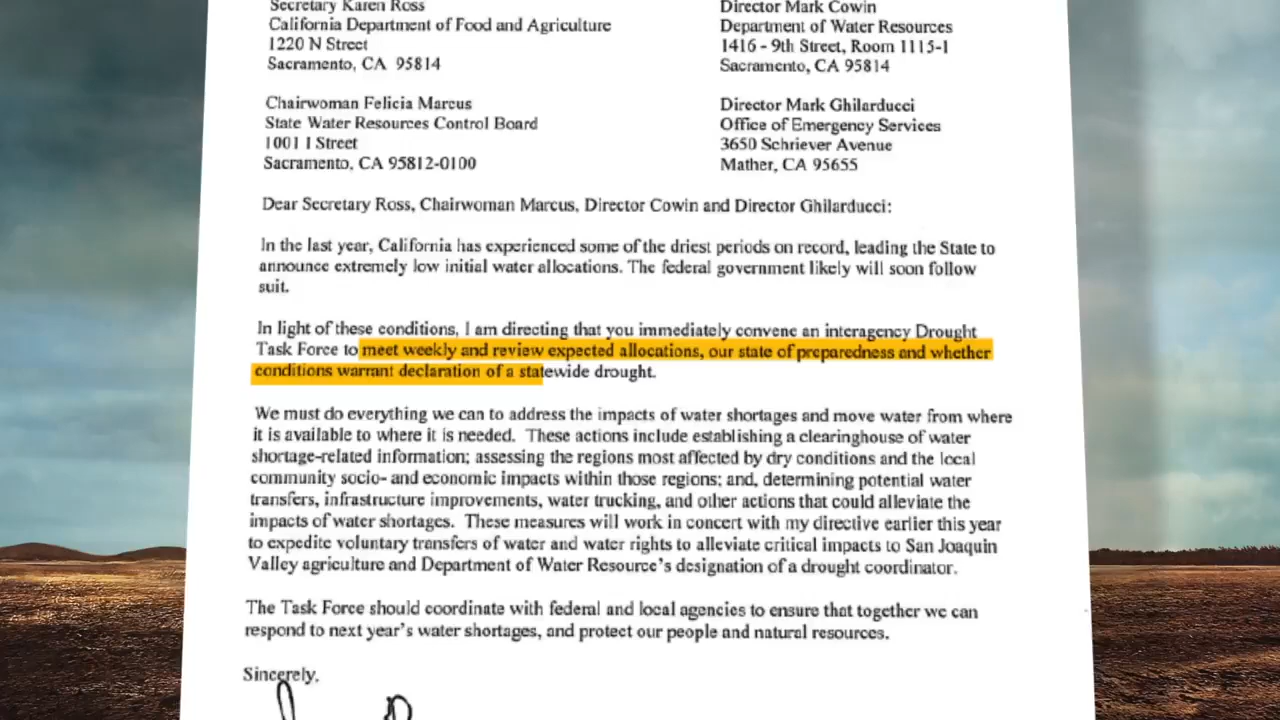 Secretary Karen Ross
California Department of Food and Agriculture
1220 N Street
Sacramento, CA 95814
Director Mark Cowin
Department of Water Resources
1416 - 9th Street, Room 1115-1
Sacramento, CA 95814
Chairwoman Felicia Marcus
State Water Resources Control Board
1001 I Street
Sacramento, CA 95812-0100
Director Mark Ghilarducci
Office of Emergency Services
3650 Schriever Avenue
Mather, CA 95655
Dear Secretary Ross, Chairwoman Marcus, Director Cowin and Director Ghilarducci:
In the last year, California has experienced some of the driest periods on record, leading the State to
announce extremely low initial water allocations. The federal government likely will soon follow
suit.
In light of these conditions, I am directing that you immediately convene an interagency Drought
Task Force to meet weekly and review expected allocations, our state of preparedness and whether
conditions warrant declaration of a statewide drought.
We must do everything we can to address the impacts of water shortages and move water from where
it is available to where it is needed. These actions include establishing a clearinghouse of water
shortage-related information; assessing the regions most affected by dry conditions and the local
community socio- and economic impacts within those regions; and, determining potential water
transfers, infrastructure improvements, water trucking, and other actions that could alleviate the
impacts of water shortages. These measures will work in concert with my directive earlier this year
to expedite voluntary transfers of water and water rights to alleviate critical impacts to San Joaquin
Valley agriculture and Department of Water Resource's designation of a drought coordinator.
The Task Force should coordinate with federal and local agencies to ensure that together we can
respond to next year's water shortages, and protect our people and natural resources.
Sincerely,